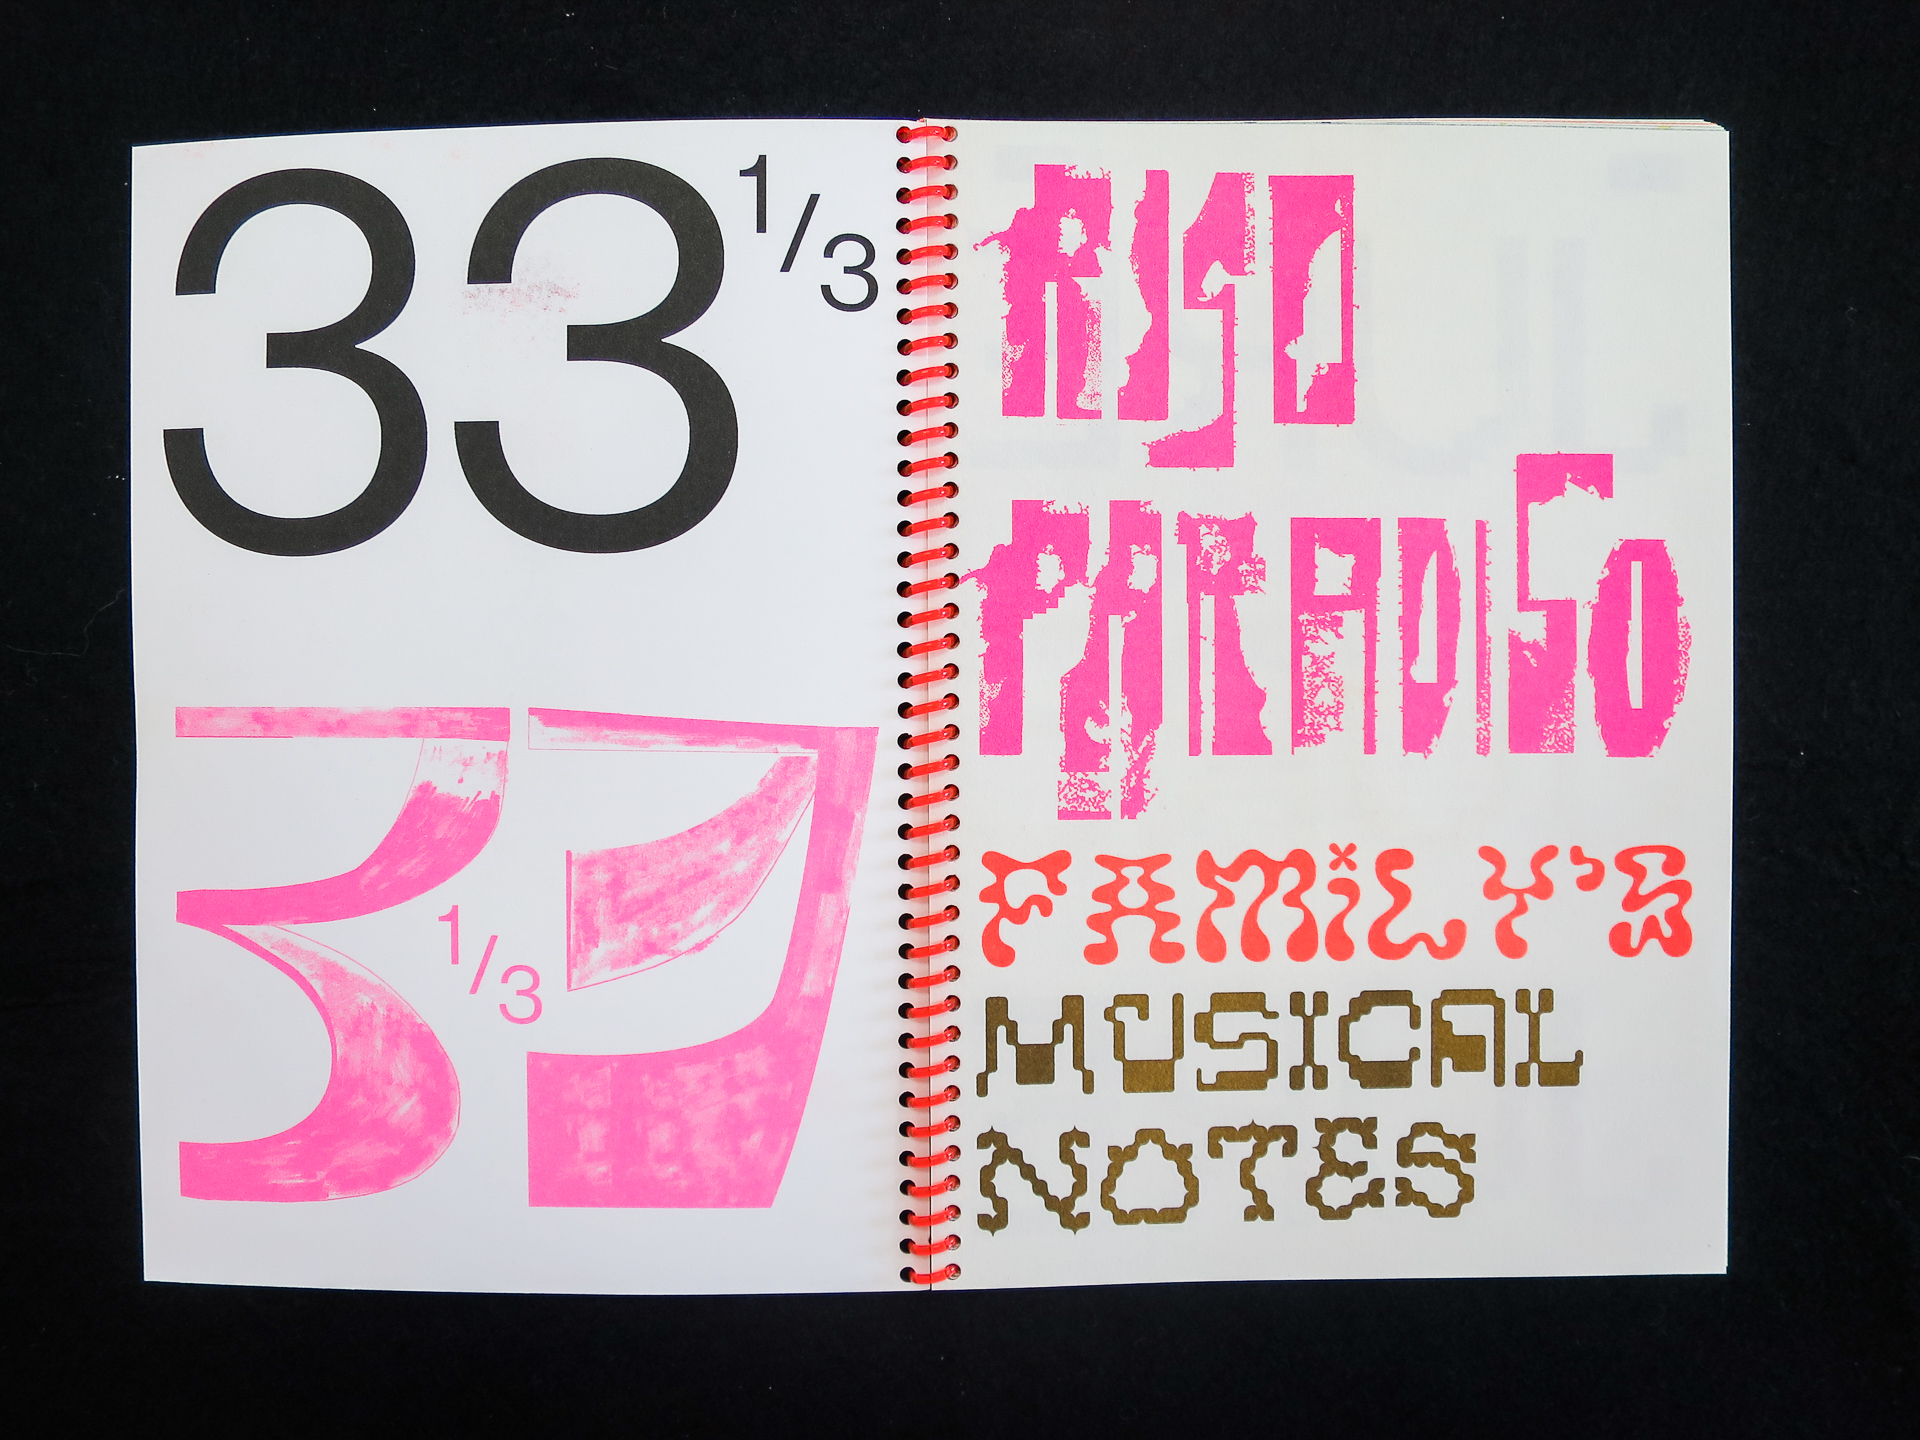 33 1/3
33 1/3
RISO
PARADISO
FAMiLY'S
MUSICAL
NOTES